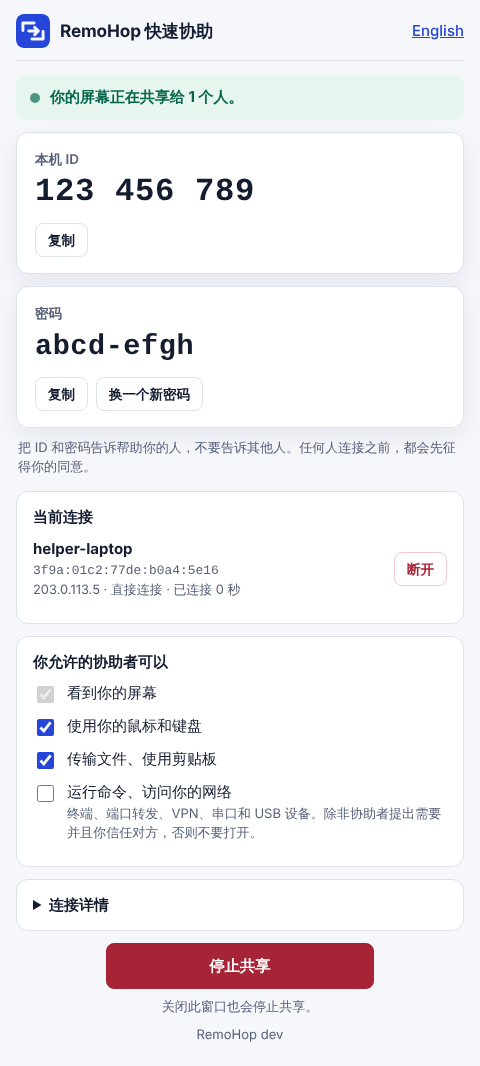 RemoHop 快速协助
English
你的屏幕正在共享给 1 个人。
本机 ID
123 456 789
复制
密码
abcd-efgh
复制
换一个新密码
把 ID 和密码告诉帮助你的人，不要告诉其他人。任何人连接之前，都会先征
得你的同意。
当前连接
helper-laptop
3f9a:01c2:77de:b0a4:5e16
203.0.113.5 · 直接连接 · 已连接 0 秒
断开
你允许的协助者可以
看到你的屏幕
使用你的鼠标和键盘
传输文件、使用剪贴板
运行命令、访问你的网络
终端、端口转发、VPN、串口和 USB 设备。除非协助者提出需要
并且你信任对方，否则不要打开。
连接详情
停止共享
关闭此窗口也会停止共享。
RemoHop dev